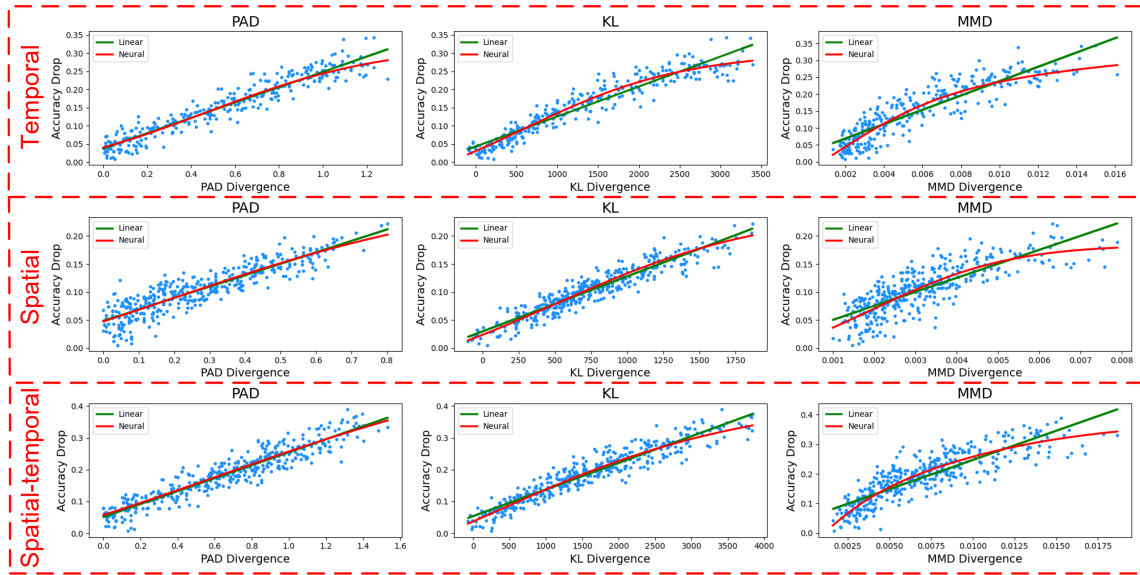 Temporal
PAD
Linear
Neural
Accuracy Drop
0.35
0.30
0.25
0.20
0.15
0.10
0.05
0.00
0.0 0.2 0.4 0.6 0.8 1.0 1.2
PAD Divergence
KL
Linear
Neural
Accuracy Drop
0.35
0.30
0.25
0.20
0.15
0.10
0.05
0.00
0 500 1000 1500 2000 2500 3000 3500
KL Divergence
MMD
Linear
Neural
Accuracy Drop
0.35
0.30
0.25
0.20
0.15
0.10
0.05
0.00
0.002 0.004 0.006 0.008 0.010 0.012 0.014 0.016
MMD Divergence
Spatial
PAD
Linear
Neural
Accuracy Drop
0.20
0.15
0.10
0.05
0.00
0.0 0.1 0.2 0.3 0.4 0.5 0.6 0.7 0.8
PAD Divergence
KL
Linear
Neural
Accuracy Drop
0.20
0.15
0.10
0.05
0.00
0 250 500 750 1000 1250 1500 1750
KL Divergence
MMD
Linear
Neural
Accuracy Drop
0.20
0.15
0.10
0.05
0.00
0.001 0.002 0.003 0.004 0.005 0.006 0.007 0.008
MMD Divergence
Spatial-temporal
PAD
Linear
Neural
Accuracy Drop
0.4
0.3
0.2
0.1
0.0
0.0 0.2 0.4 0.6 0.8 1.0 1.2 1.4 1.6
PAD Divergence
KL
Linear
Neural
Accuracy Drop
0.4
0.3
0.2
0.1
0.0
0 500 1000 1500 2000 2500 3000 3500 4000
KL Divergence
MMD
Linear
Neural
Accuracy Drop
0.4
0.3
0.2
0.1
0.0
0.0025 0.0050 0.0075 0.0100 0.0125 0.0150 0.0175
MMD Divergence